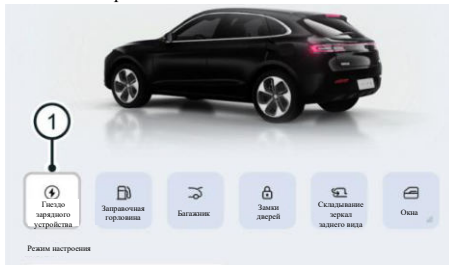 1
Гнездо
зарядного
устройства
Заправочная
горловина
Багажник
Замки
дверей
Складывание
зеркал
заднего вида
Окна
Режим настроения